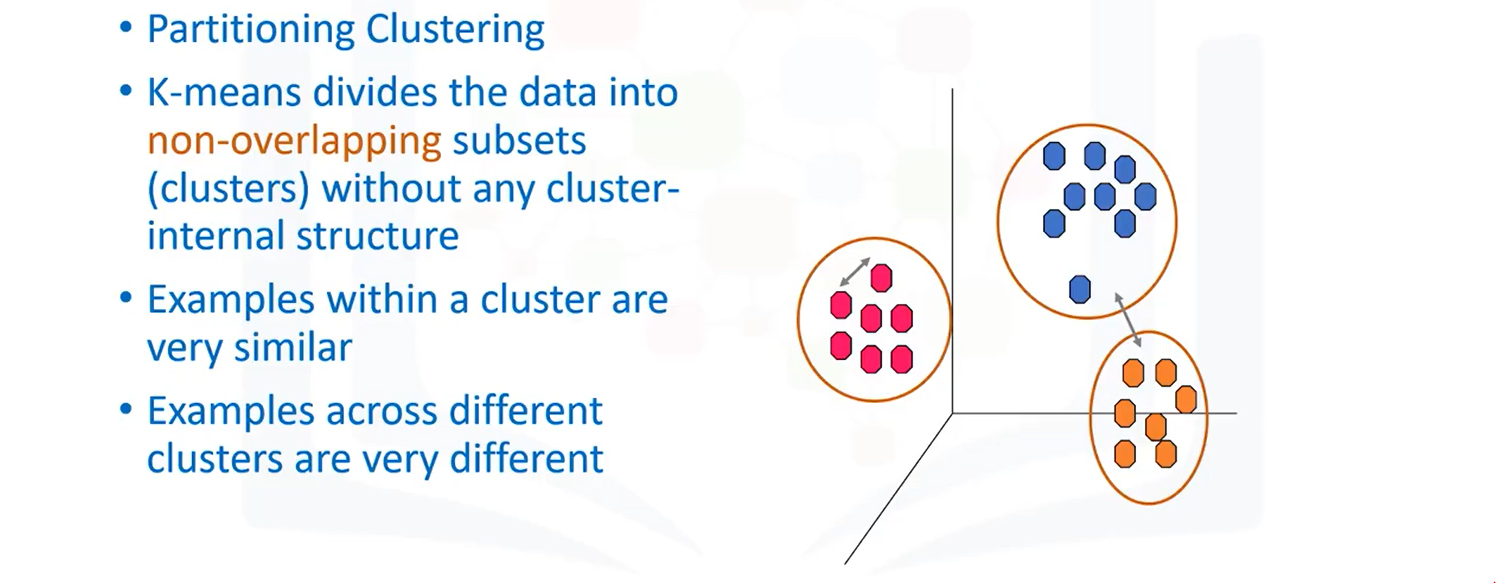 • Partitioning Clustering
• K-means divides the data into
non-overlapping subsets
(clusters) without any cluster-
internal structure
• Examples within a cluster are
very similar
• Examples across different
clusters are very different